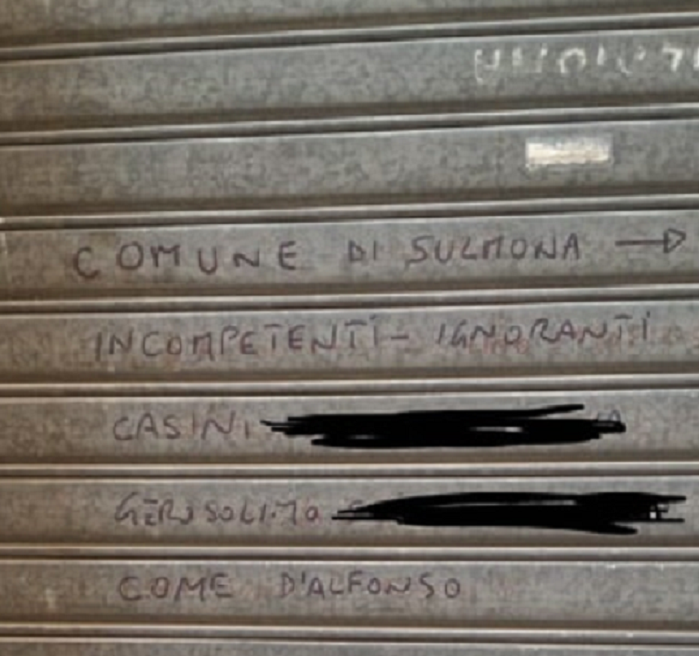 COMUNE DI SULMONA →
INCOMPETENTI - IGNORANTI
CASINI
GERUSOLIMO
COME D'ALFONSO